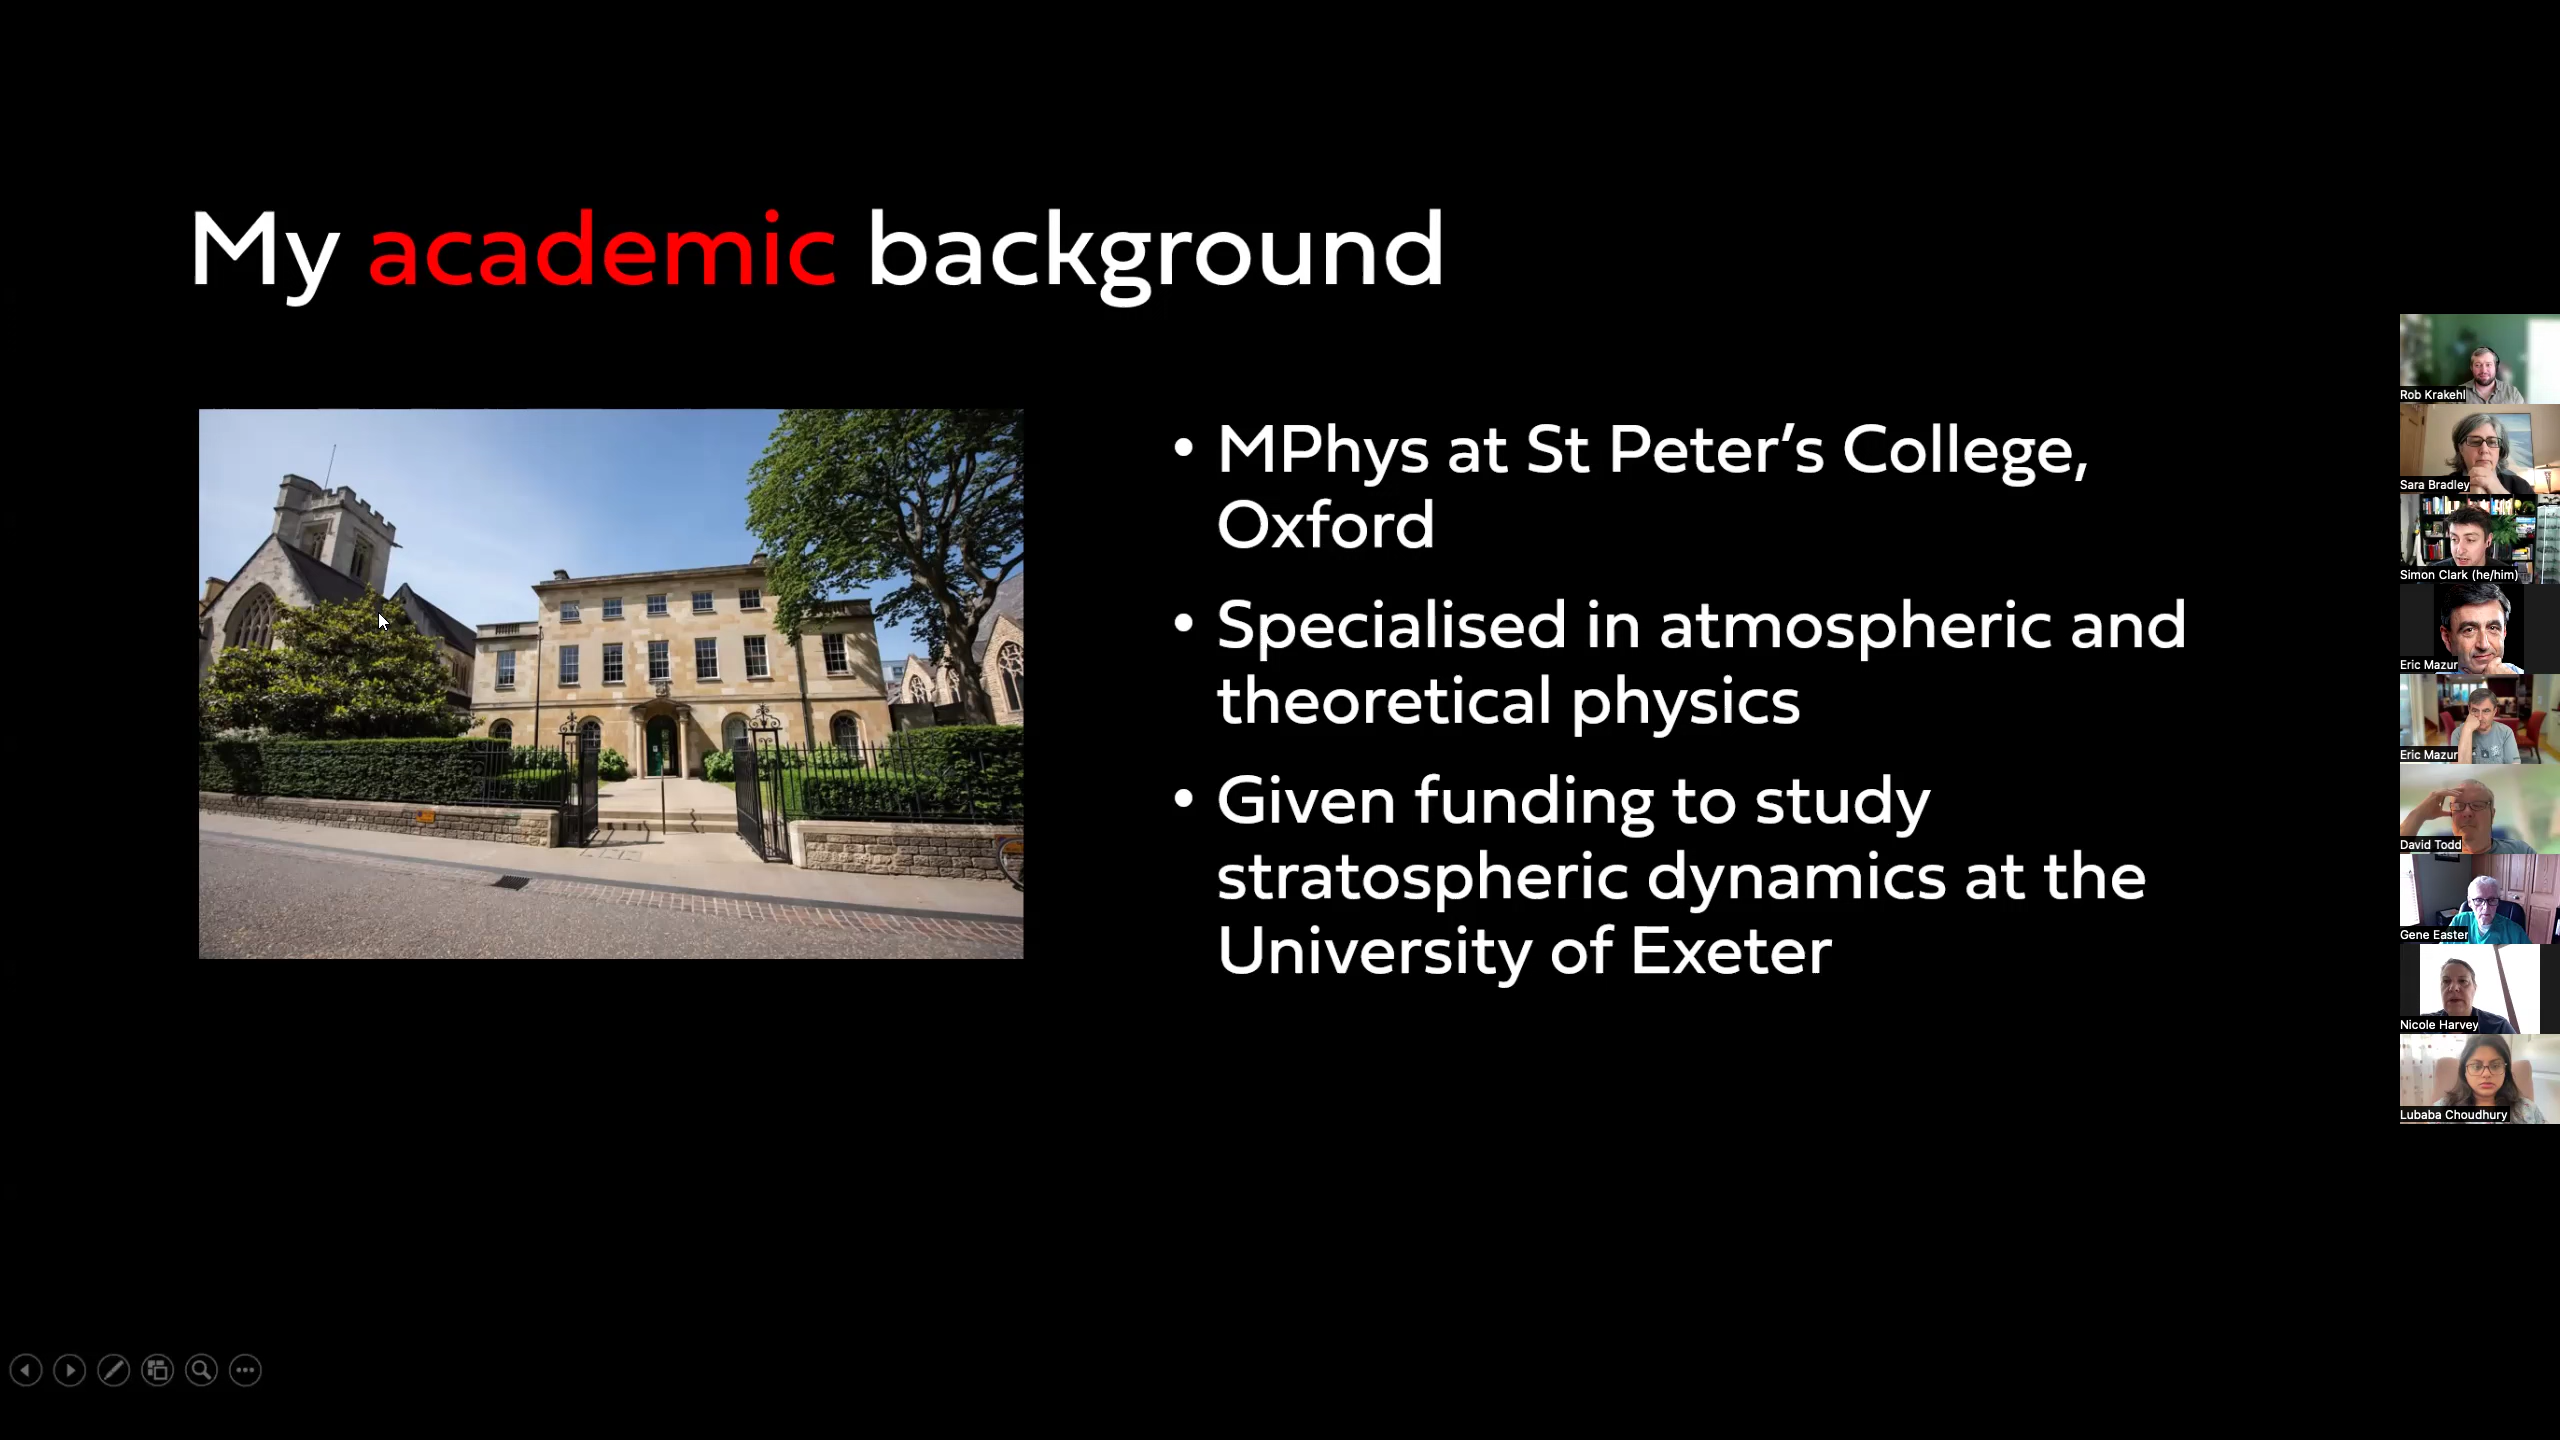 My academic background
• MPhys at St Peter’s College,
Oxford
• Specialised in atmospheric and
theoretical physics
• Given funding to study
stratospheric dynamics at the
University of Exeter
Rob Krakehl
Sara Bradley
Simon Clark (he/him)
Eric Mazur
Eric Mazur
David Todd
Gene Easter
Nicole Harvey
Lubaba Choudhury